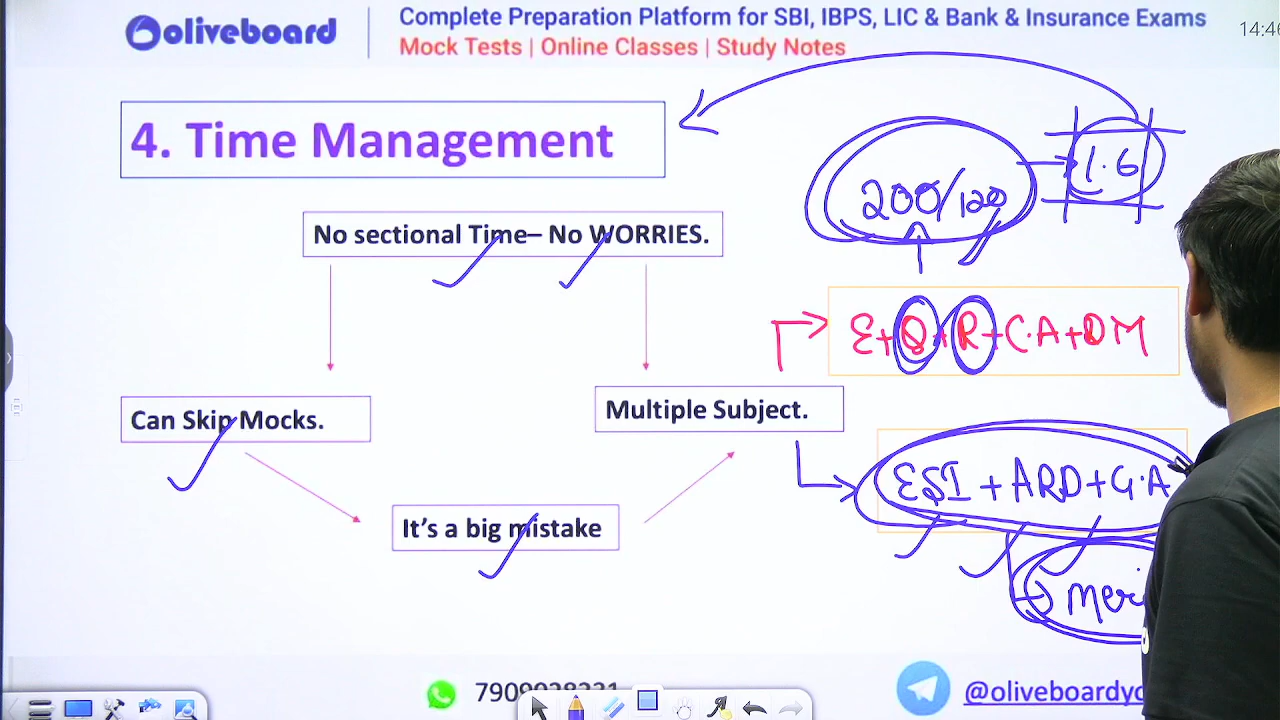 oliveboard
Complete Preparation Platform for SBI, IBPS, LIC & Bank & Insurance Exams
Mock Tests | Online Classes | Study Notes
14:46
4. Time Management
200/120 → 1.6
No sectional Time– No WORRIES.
E+Q+R+C.A+DM
Can Skip Mocks.
Multiple Subject.
ESI + ARD+G.A
It's a big mistake
@oliveboardyo